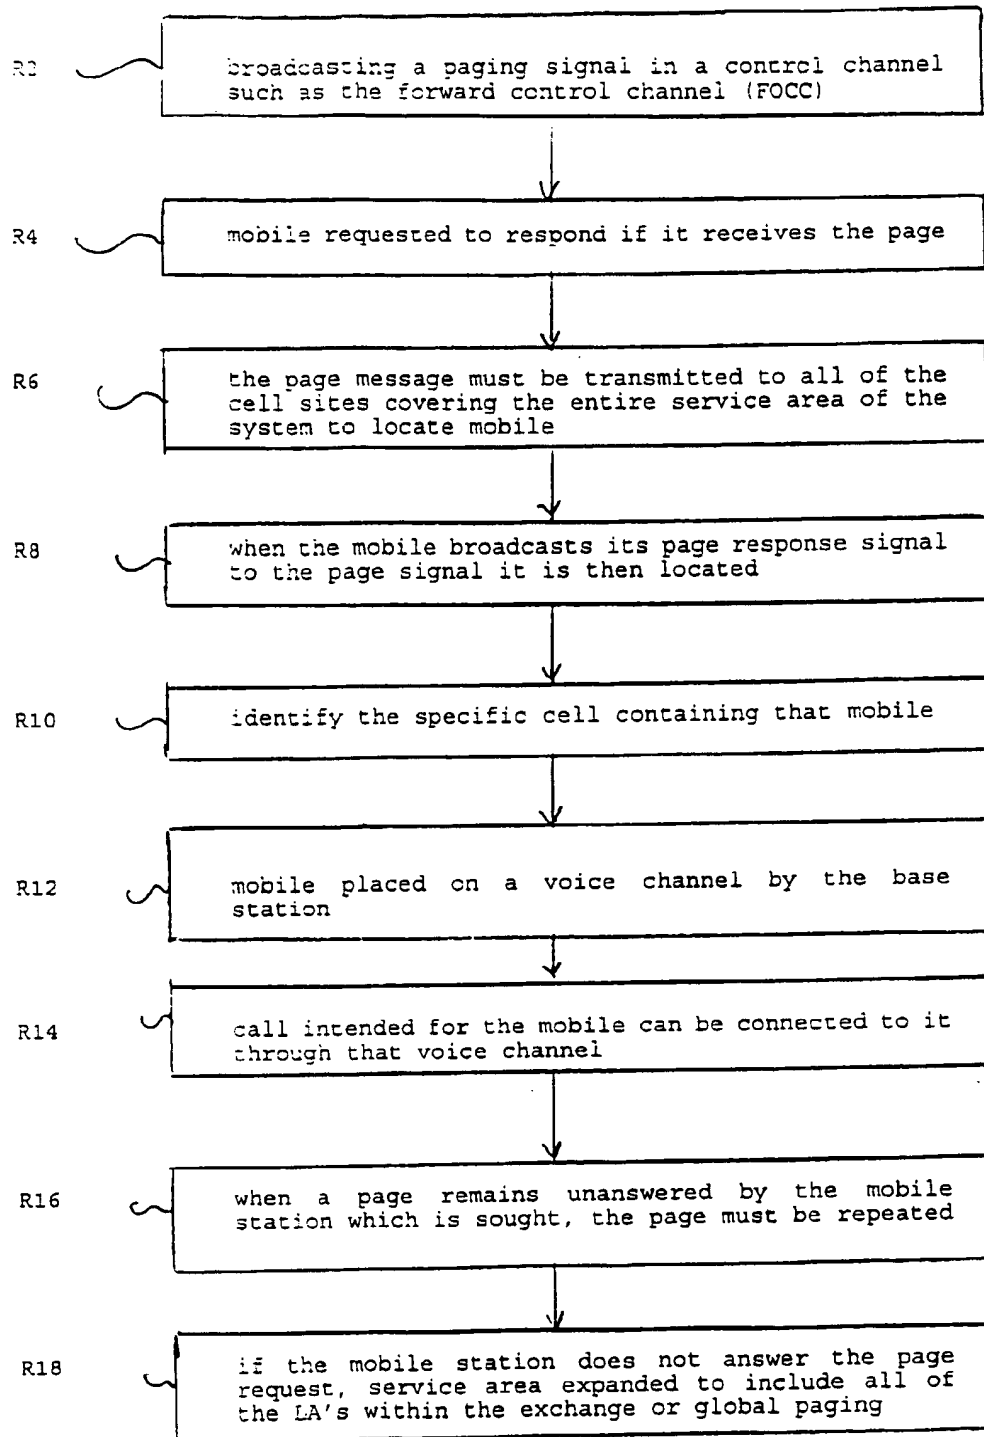 R2
broadcasting a paging signal in a control channel
such as the forward control channel (FOCC)
R4
mobile requested to respond if it receives the page
R6
the page message must be transmitted to all of the
cell sites covering the entire service area of the
system to locate mobile
R8
when the mobile broadcasts its page response signal
to the page signal it is then located
R10
identify the specific cell containing that mobile
R12
mobile placed on a voice channel by the base
station
R14
call intended for the mobile can be connected to it
through that voice channel
R16
when a page remains unanswered by the mobile
station which is sought, the page must be repeated
R18
if the mobile station does not answer the page
request, service area expanded to include all of
the LA's within the exchange or global paging